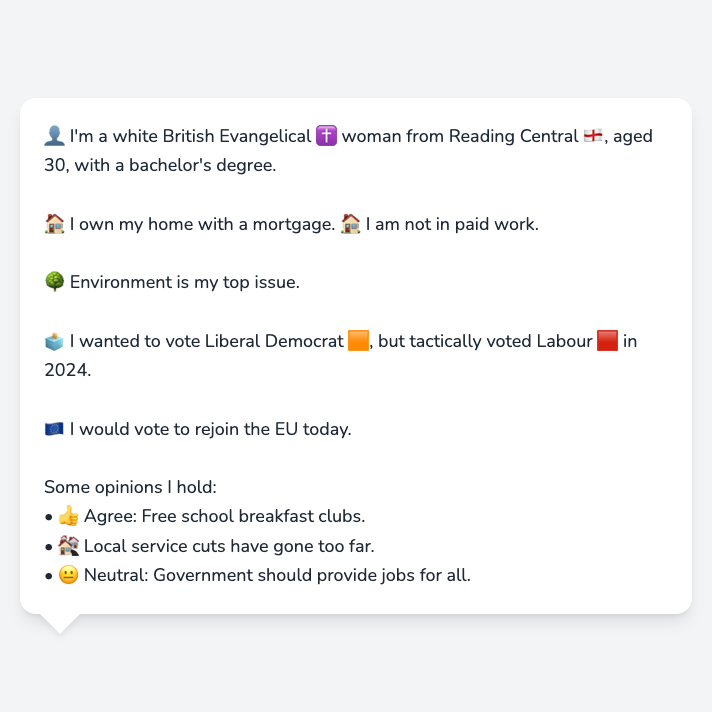 👤 I'm a white British Evangelical ✝️ woman from Reading Central 🏴󠁧󠁢󠁥󠁮󠁧󠁿, aged
30, with a bachelor's degree.
🏠 I own my home with a mortgage. 🏠 I am not in paid work.
🌳 Environment is my top issue.
🗳️ I wanted to vote Liberal Democrat 🟧, but tactically voted Labour 🟥 in
2024.
🇪🇺 I would vote to rejoin the EU today.
Some opinions I hold:
• 👍 Agree: Free school breakfast clubs.
• 🏚️ Local service cuts have gone too far.
• 😐 Neutral: Government should provide jobs for all.